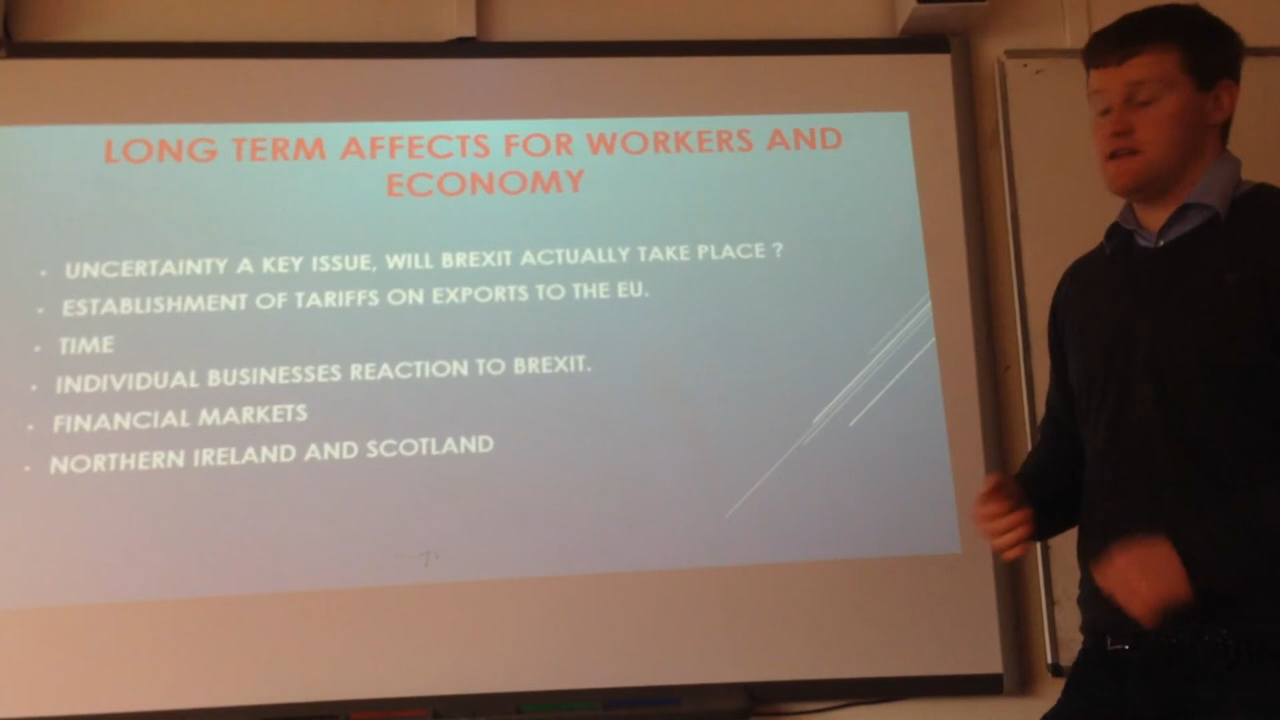 LONG TERM AFFECTS FOR WORKERS AND
ECONOMY
UNCERTAINTY A KEY ISSUE, WILL BREXIT ACTUALLY TAKE PLACE ?
ESTABLISHMENT OF TARIFFS ON EXPORTS TO THE EU.
TIME
INDIVIDUAL BUSINESSES REACTION TO BREXIT.
FINANCIAL MARKETS
NORTHERN IRELAND AND SCOTLAND